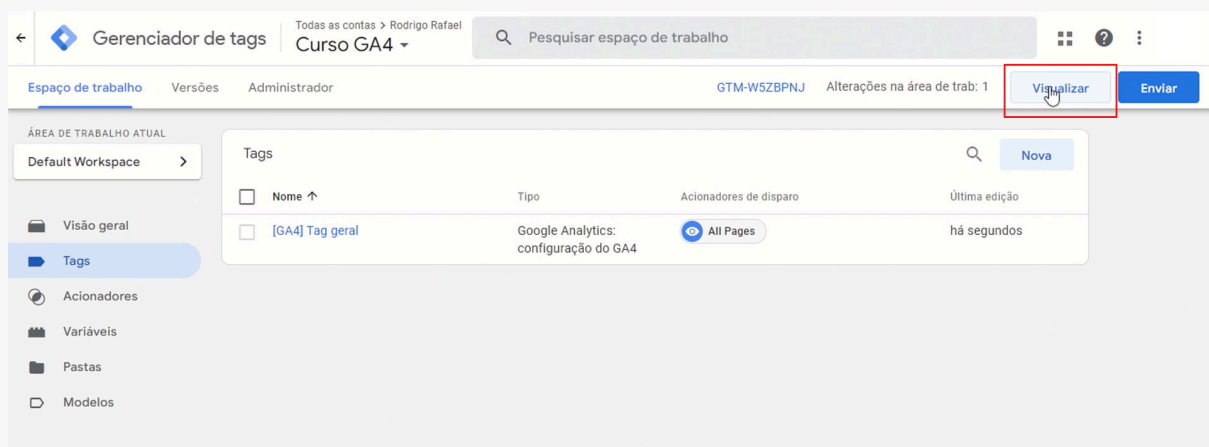 Gerenciador de tags
Todas as contas > Rodrigo Rafael
Curso GA4
Pesquisar espaço de trabalho
Espaço de trabalho
Versões
Administrador
GTM-W5ZBPNJ
Alterações na área de trab: 1
Visualizar
Enviar
ÁREA DE TRABALHO ATUAL
Default Workspace
Visão geral
Tags
Acionadores
Variáveis
Pastas
Modelos
Tags
Nova
Nome
Tipo
Acionadores de disparo
Última edição
[GA4] Tag geral
Google Analytics:
configuração do GA4
All Pages
há segundos